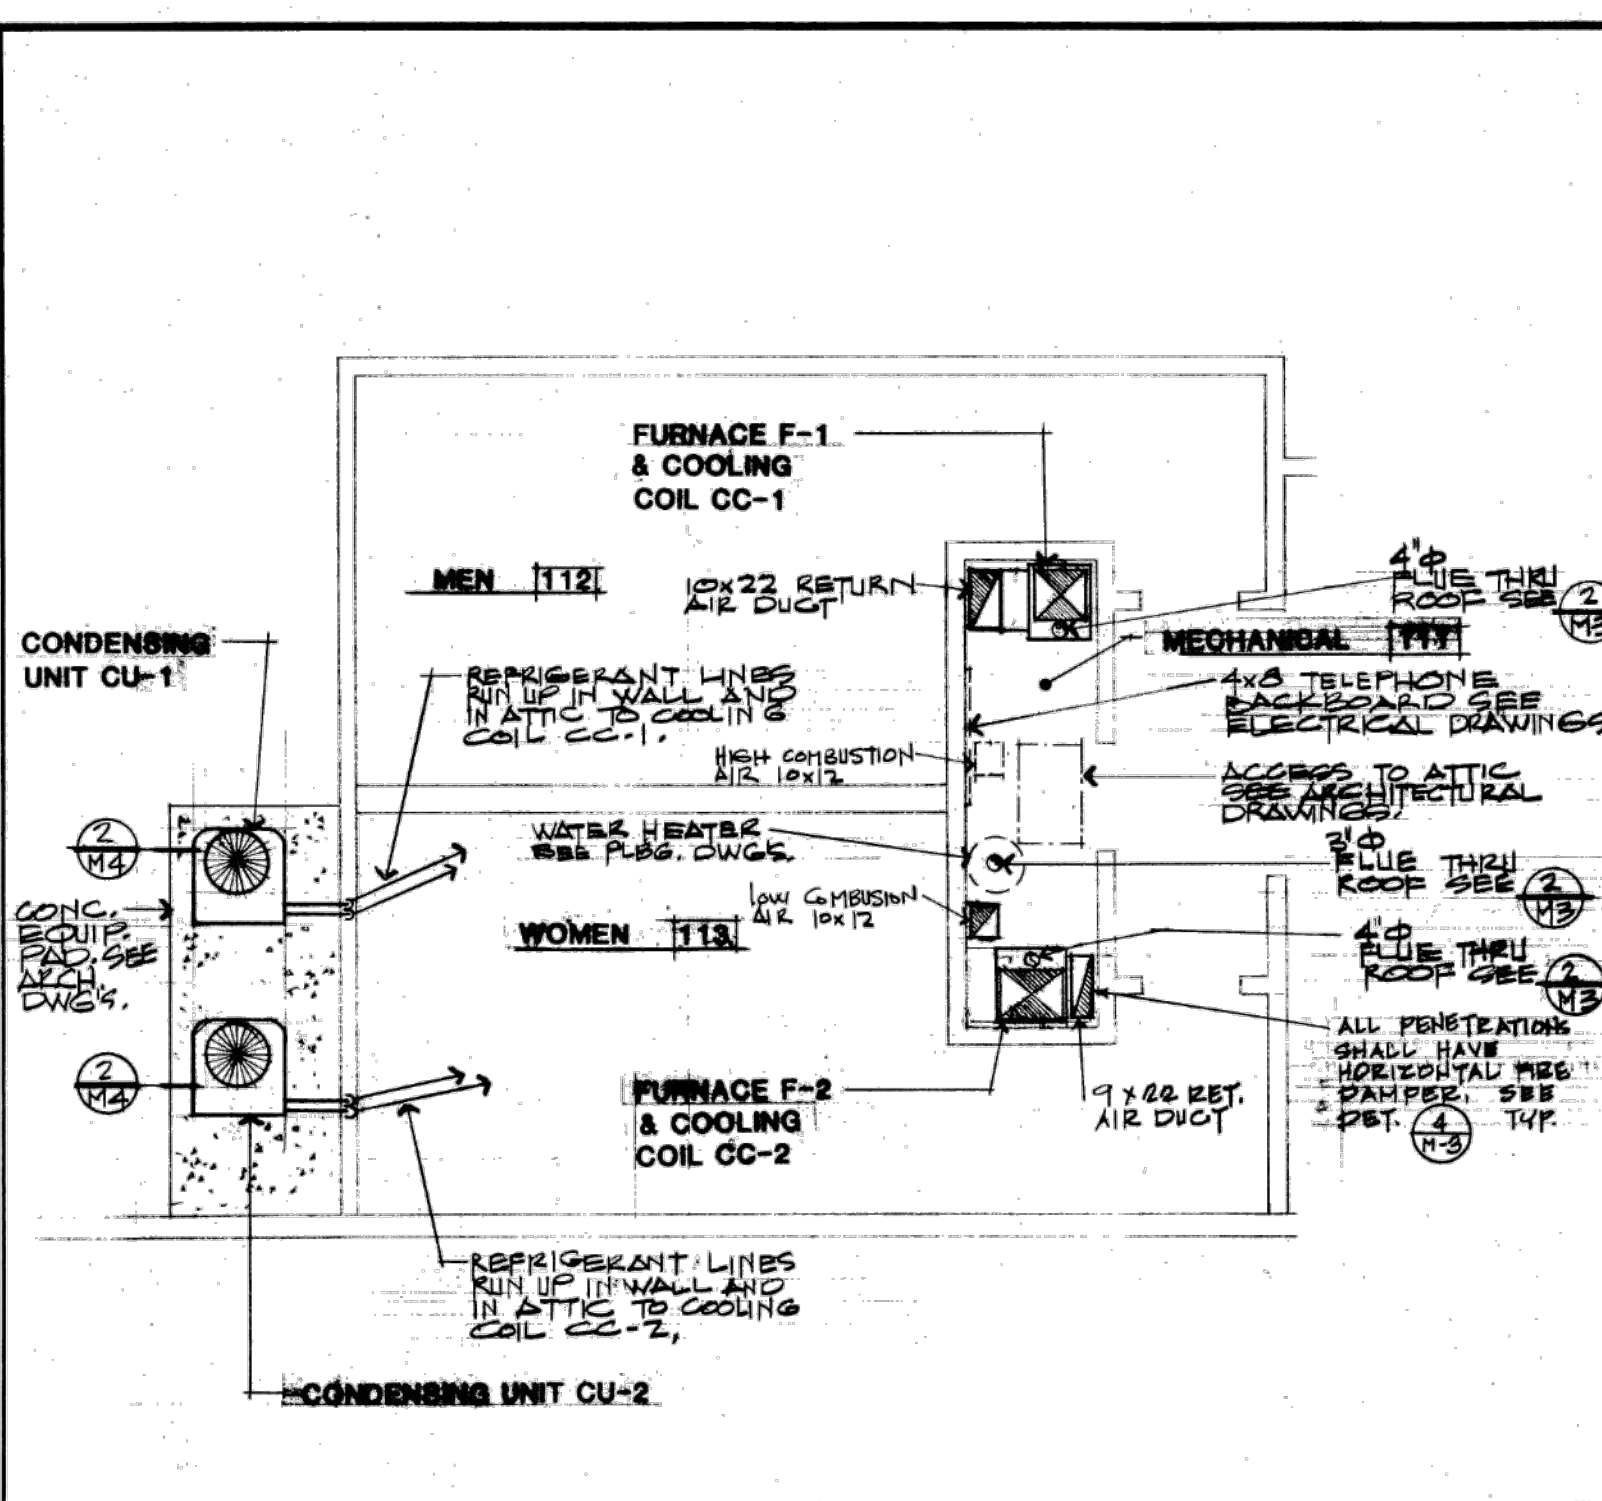 FURNACE F-1
& COOLING
COIL CC-1
MEN 112
10x22 RETURN
AIR DUCT
4"φ
FLUE THRU
ROOF SEE
2
M3
CONDENSING
UNIT CU-1
MECHANICAL
REFRIGERANT LINES
RUN UP IN WALL AND
IN ATTIC TO COOLING
COIL CC-1.
4x8 TELEPHONE
BACKBOARD SEE
ELECTRICAL DRAWINGS
HIGH COMBUSTION
AIR 10x12
ACCESS TO ATTIC
SEE ARCHITECTURAL
DRAWINGS.
2
M4
WATER HEATER
SEE PLBG. DWG'S.
3"φ
FLUE THRU
ROOF SEE
2
M3
CONC.
EQUIP.
PAD. SEE
ARCH.
DWG'S.
LOW COMBUSION
AIR 10x12
WOMEN 113
4"φ
FLUE THRU
ROOF SEE
2
M3
ALL PENETRATIONS
SHALL HAVE
HORIZONTAL FIRE
DAMPER. SEE
DET. 4 TYP.
M-3
2
M4
FURNACE F-2
& COOLING
COIL CC-2
9x22 RET.
AIR DUCT
REFRIGERANT LINES
RUN UP IN WALL AND
IN ATTIC TO COOLING
COIL CC-2,
CONDENSING UNIT CU-2